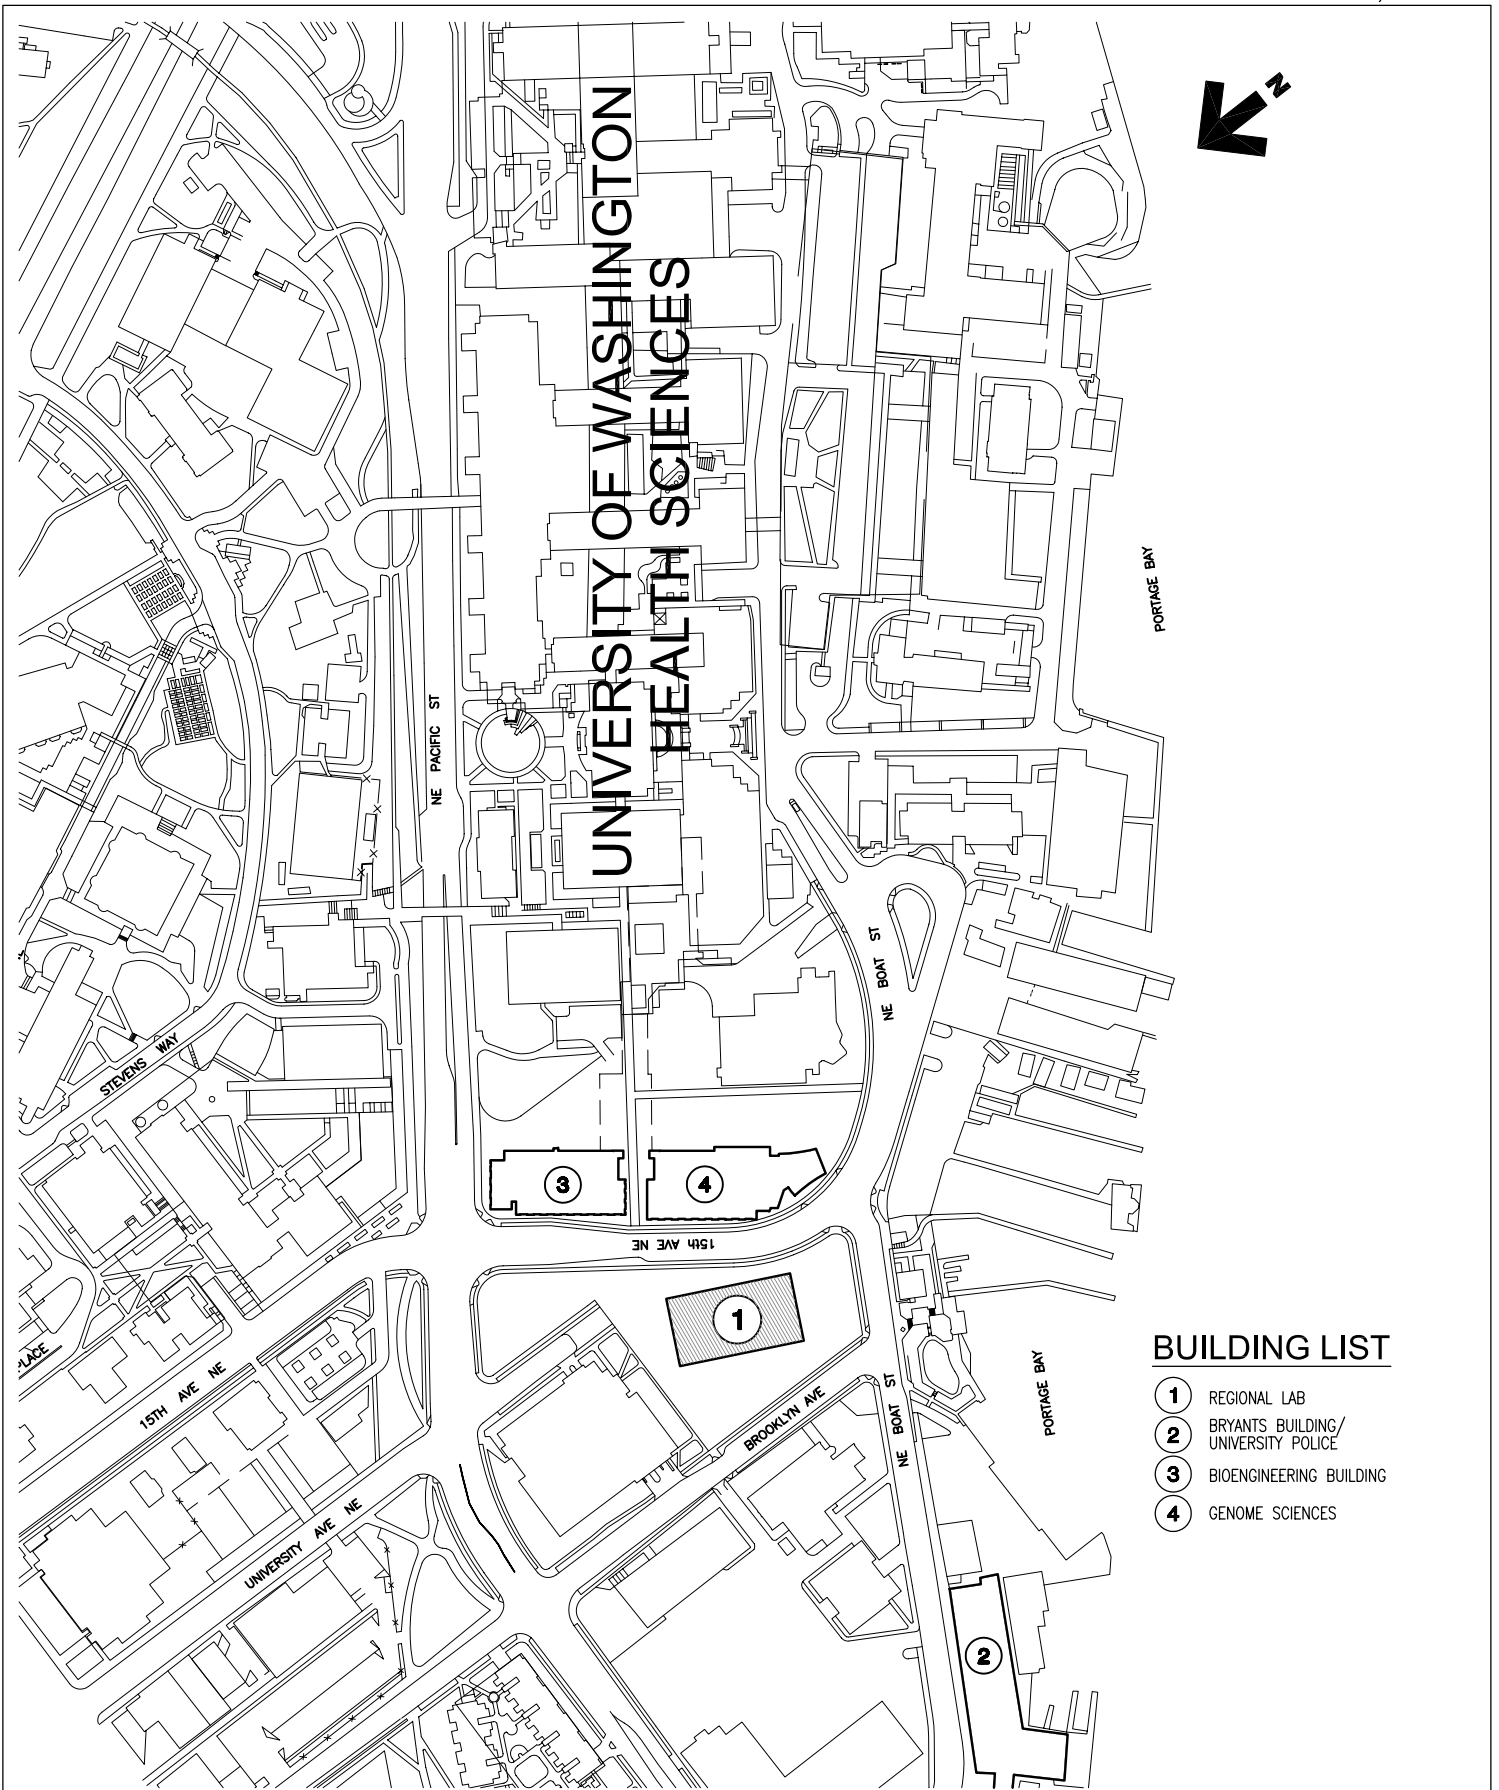 N
UNIVERSITY OF WASHINGTON
HEALTH SCIENCES
PORTAGE BAY
NE PACIFIC ST
NE BOAT ST
STEVENS WAY
3
4
15th AVE NE
1
PLACE
15TH AVE NE
BROOKLYN AVE
NE BOAT ST
PORTAGE BAY
UNIVERSITY AVE NE
2
BUILDING LIST
1 REGIONAL LAB
2 BRYANTS BUILDING/
UNIVERSITY POLICE
3 BIOENGINEERING BUILDING
4 GENOME SCIENCES